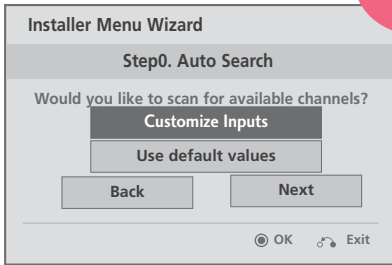 Installer Menu Wizard
Step0. Auto Search
Would you like to scan for available channels?
Customize Inputs
Use default values
Back Next
OK Exit